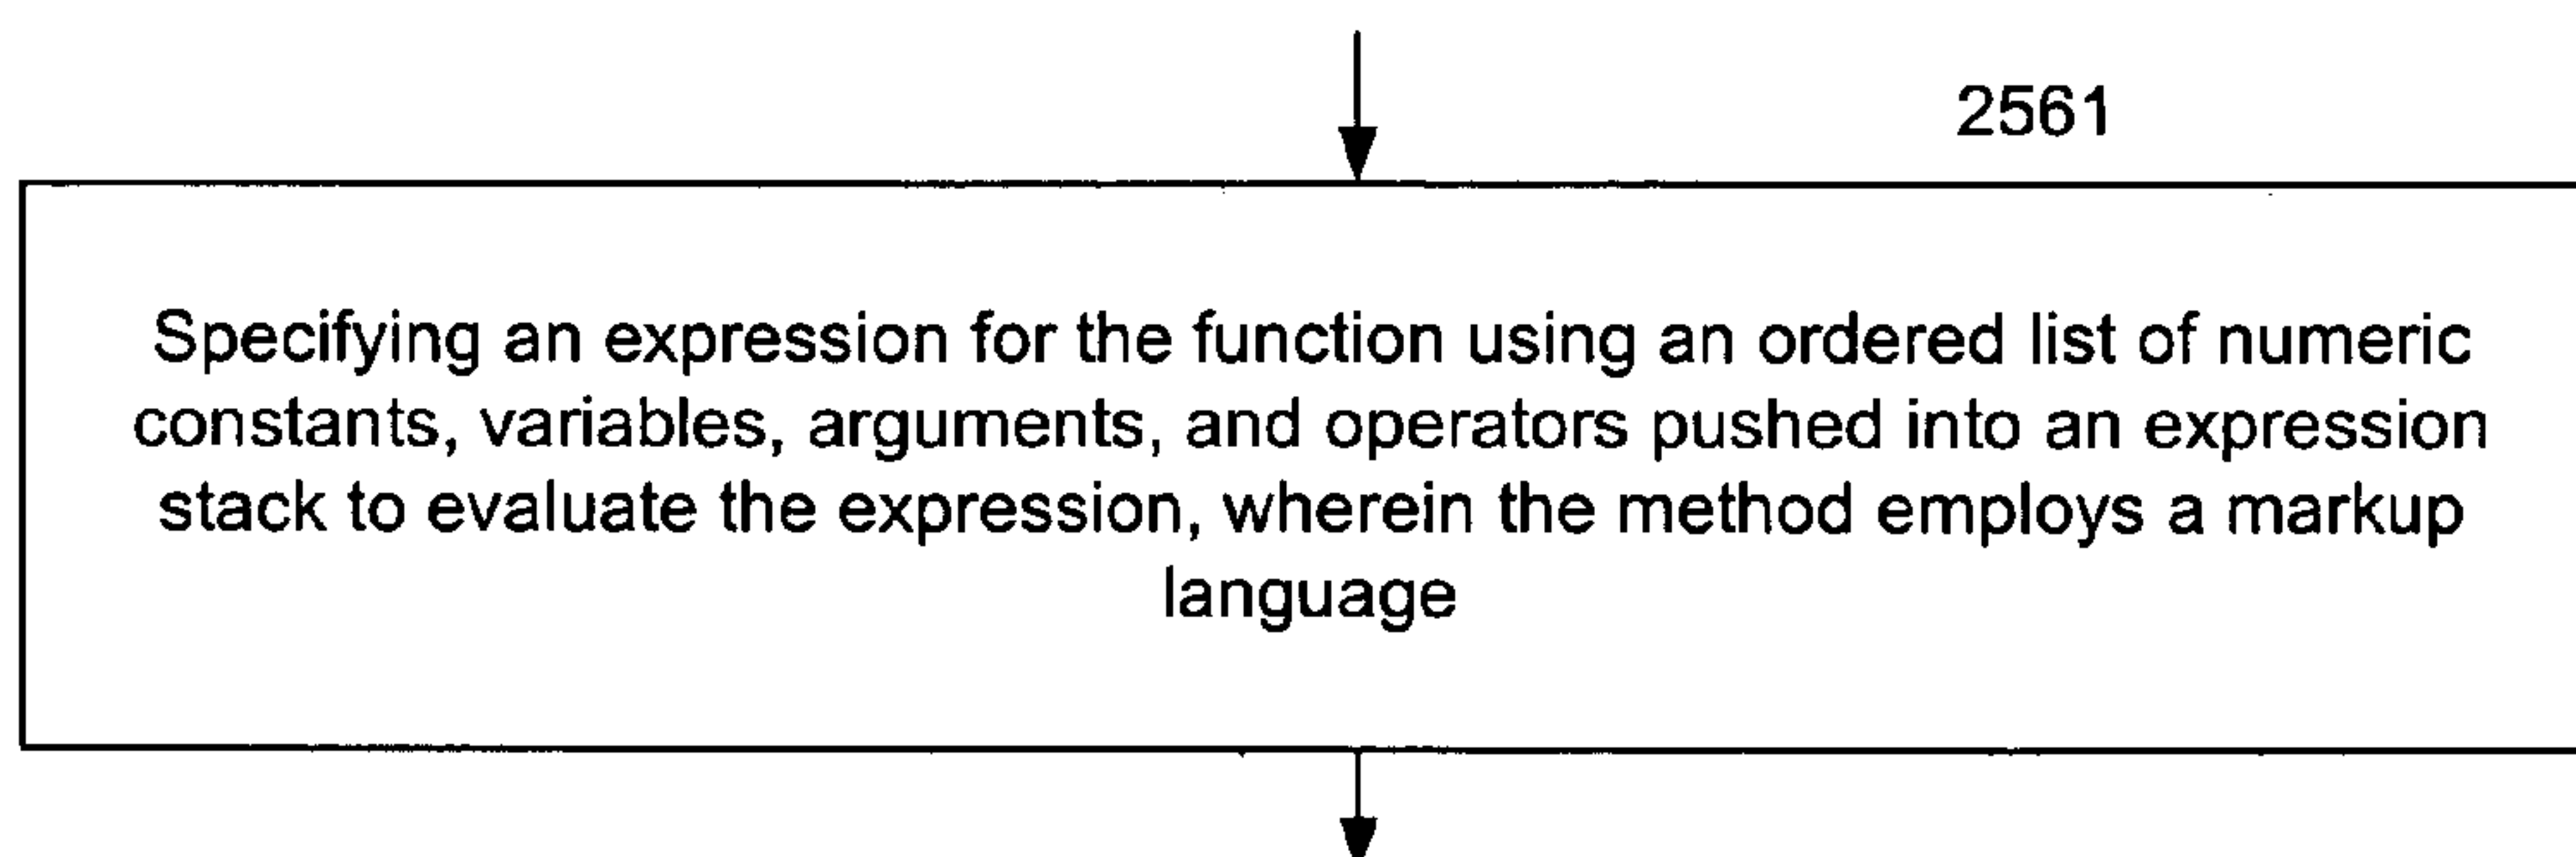 2561
Specifying an expression for the function using an ordered list of numeric
constants, variables, arguments, and operators pushed into an expression
stack to evaluate the expression, wherein the method employs a markup
language